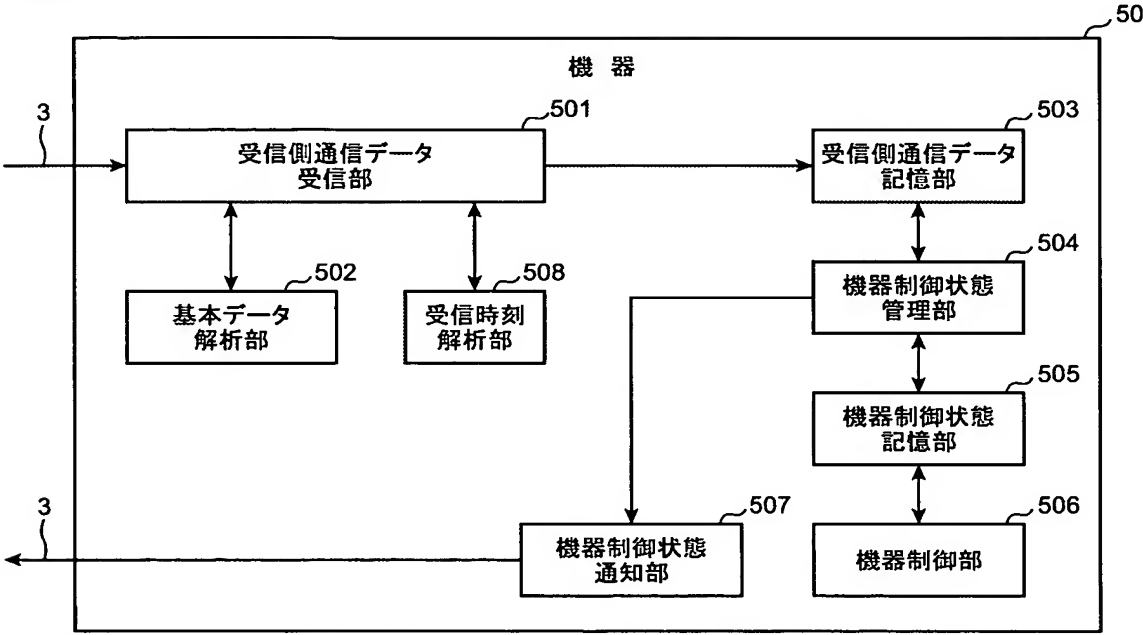 50
機器
3
501
受信側通信データ
受信部
503
受信側通信データ
記憶部
502
基本データ
解析部
508
受信時刻
解析部
504
機器制御状態
管理部
505
機器制御状態
記憶部
3
507
機器制御状態
通知部
506
機器制御部